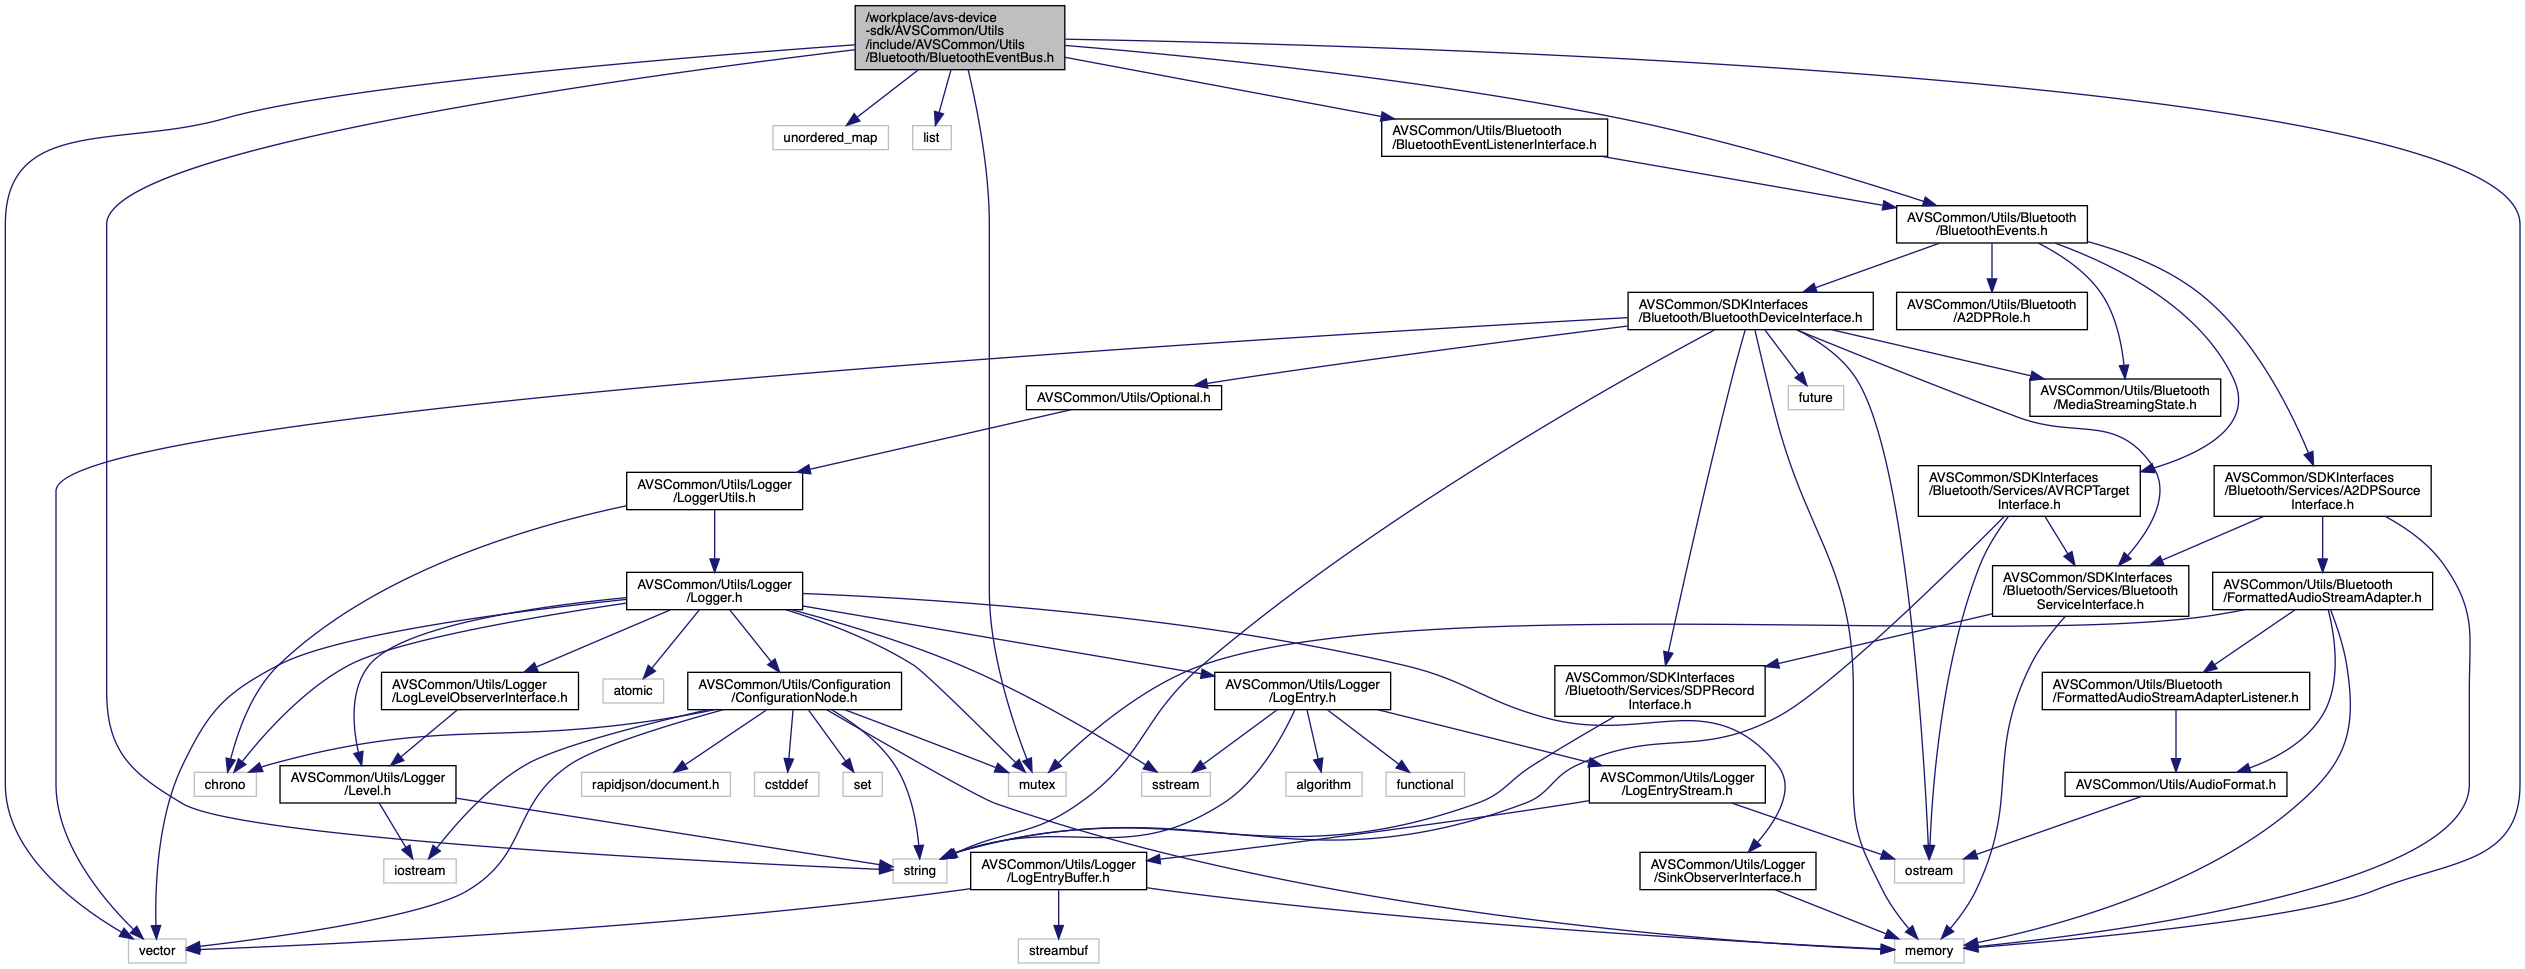 /workplace/avs-device
-sdk/AVSCommon/Utils
/include/AVSCommon/Utils
/Bluetooth/BluetoothEventBus.h
unordered_map
list
AVSCommon/Utils/Bluetooth
/BluetoothEventListenerInterface.h
AVSCommon/Utils/Bluetooth
/BluetoothEvents.h
AVSCommon/SDKInterfaces
/Bluetooth/BluetoothDeviceInterface.h
AVSCommon/Utils/Bluetooth
/A2DPRole.h
AVSCommon/Utils/Optional.h
future
AVSCommon/Utils/Bluetooth
/MediaStreamingState.h
AVSCommon/Utils/Logger
/LoggerUtils.h
AVSCommon/SDKInterfaces
/Bluetooth/Services/AVRCPTarget
Interface.h
AVSCommon/SDKInterfaces
/Bluetooth/Services/A2DPSource
Interface.h
AVSCommon/Utils/Logger
/Logger.h
AVSCommon/SDKInterfaces
/Bluetooth/Services/Bluetooth
ServiceInterface.h
AVSCommon/Utils/Bluetooth
/FormattedAudioStreamAdapter.h
AVSCommon/Utils/Logger
/LogLevelObserverInterface.h
atomic
AVSCommon/Utils/Configuration
/ConfigurationNode.h
AVSCommon/Utils/Logger
/LogEntry.h
AVSCommon/SDKInterfaces
/Bluetooth/Services/SDPRecord
Interface.h
AVSCommon/Utils/Bluetooth
/FormattedAudioStreamAdapterListener.h
chrono
AVSCommon/Utils/Logger
/Level.h
rapidjson/document.h
cstddef
set
mutex
sstream
algorithm
functional
AVSCommon/Utils/Logger
/LogEntryStream.h
AVSCommon/Utils/AudioFormat.h
iostream
string
AVSCommon/Utils/Logger
/LogEntryBuffer.h
AVSCommon/Utils/Logger
/SinkObserverInterface.h
ostream
vector
streambuf
memory